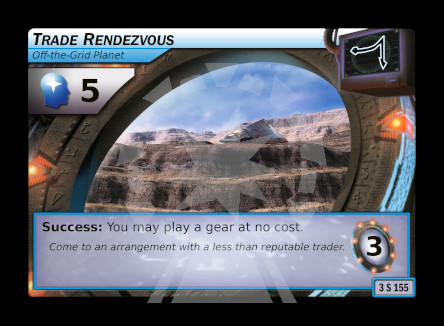 TRADE RENDEZVOUS
Off-the-Grid Planet
5
Success: You may play a gear at no cost.
Come to an arrangement with a less than reputable trader.
3
3 S 155